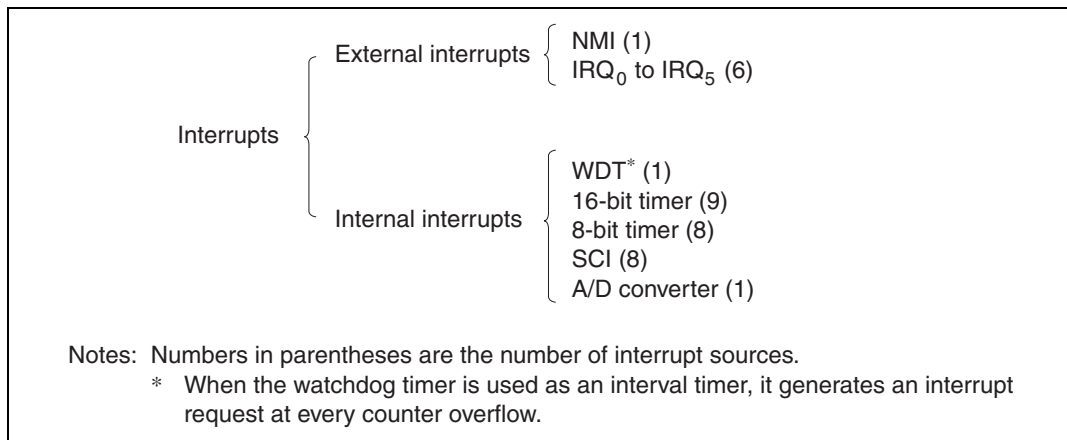 External interrupts
NMI (1)
IRQ₀ to IRQ₅ (6)
Interrupts
Internal interrupts
WDT* (1)
16-bit timer (9)
8-bit timer (8)
SCI (8)
A/D converter (1)
Notes: Numbers in parentheses are the number of interrupt sources.
* When the watchdog timer is used as an interval timer, it generates an interrupt
request at every counter overflow.